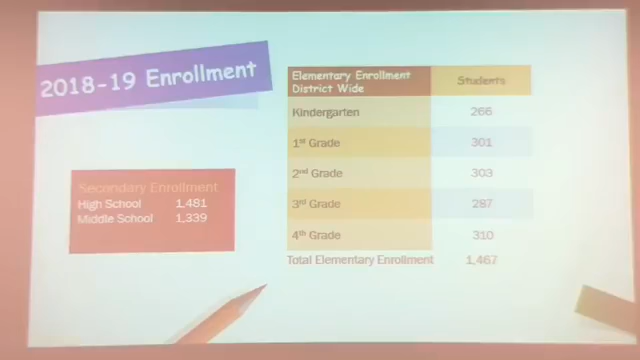 2018-19 Enrollment
Elementary Enrollment
District Wide
Students
Kindergarten 266
1st Grade 301
2nd Grade 303
3rd Grade 287
4th Grade 310
Total Elementary Enrollment 1,467
Secondary Enrollment
High School 1,481
Middle School 1,339